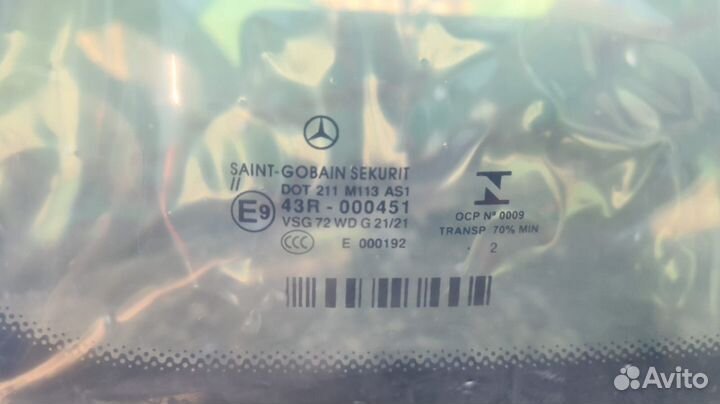 SAINT-GOBAIN SEKURIT
//
DOT 211 M113 AS1
E9
43R - 000451
VSG 72 WD G 21/21
CCC
E 000192
N
OCP Nº 0009
TRANSP. 70% MIN
. 2
Avito